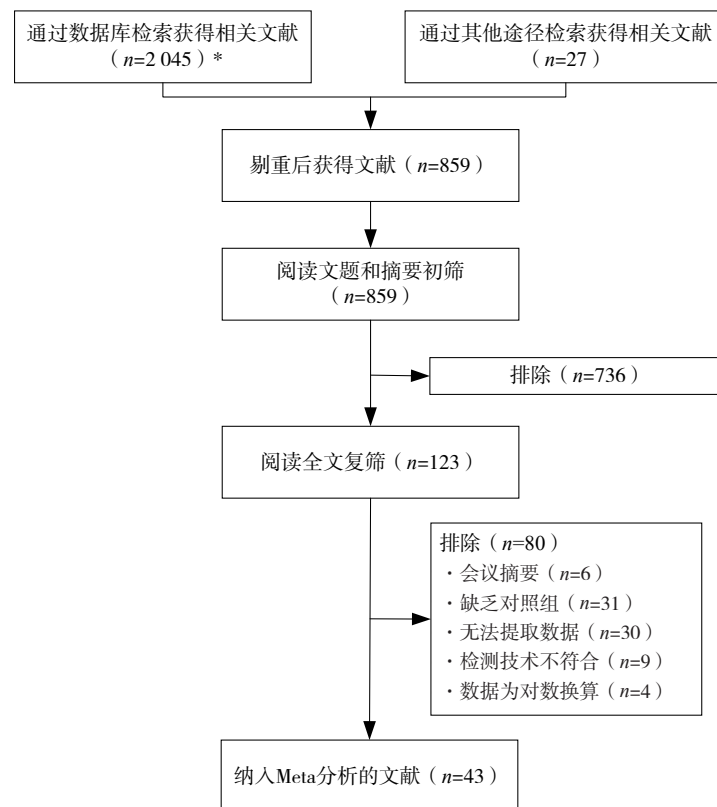 通过数据库检索获得相关文献
（n=2 045）*
通过其他途径检索获得相关文献
（n=27）
剔重后获得文献（n=859）
阅读文题和摘要初筛
（n=859）
排除（n=736）
阅读全文复筛（n=123）
排除（n=80）
·会议摘要（n=6）
·缺乏对照组（n=31）
·无法提取数据（n=30）
·检测技术不符合（n=9）
·数据为对数换算（n=4）
纳入Meta分析的文献（n=43）